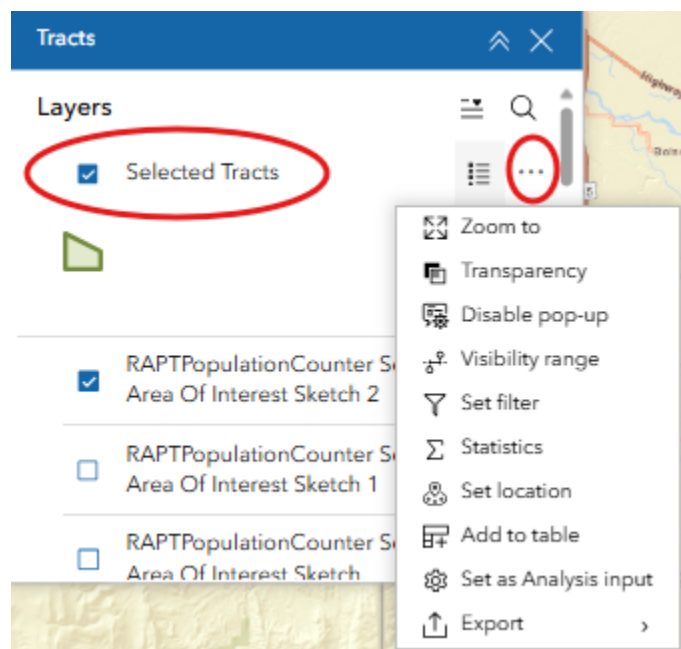 Tracts
Layers
Selected Tracts
Zoom to
Transparency
Disable pop-up
Visibility range
Set filter
Statistics
Set location
Add to table
Set as Analysis input
Export
RAPTPopulationCounter
Area Of Interest Sketch 2
RAPTPopulationCounter
Area Of Interest Sketch 1
RAPTPopulationCounter
Area Of Interest Sketch
Highway
5